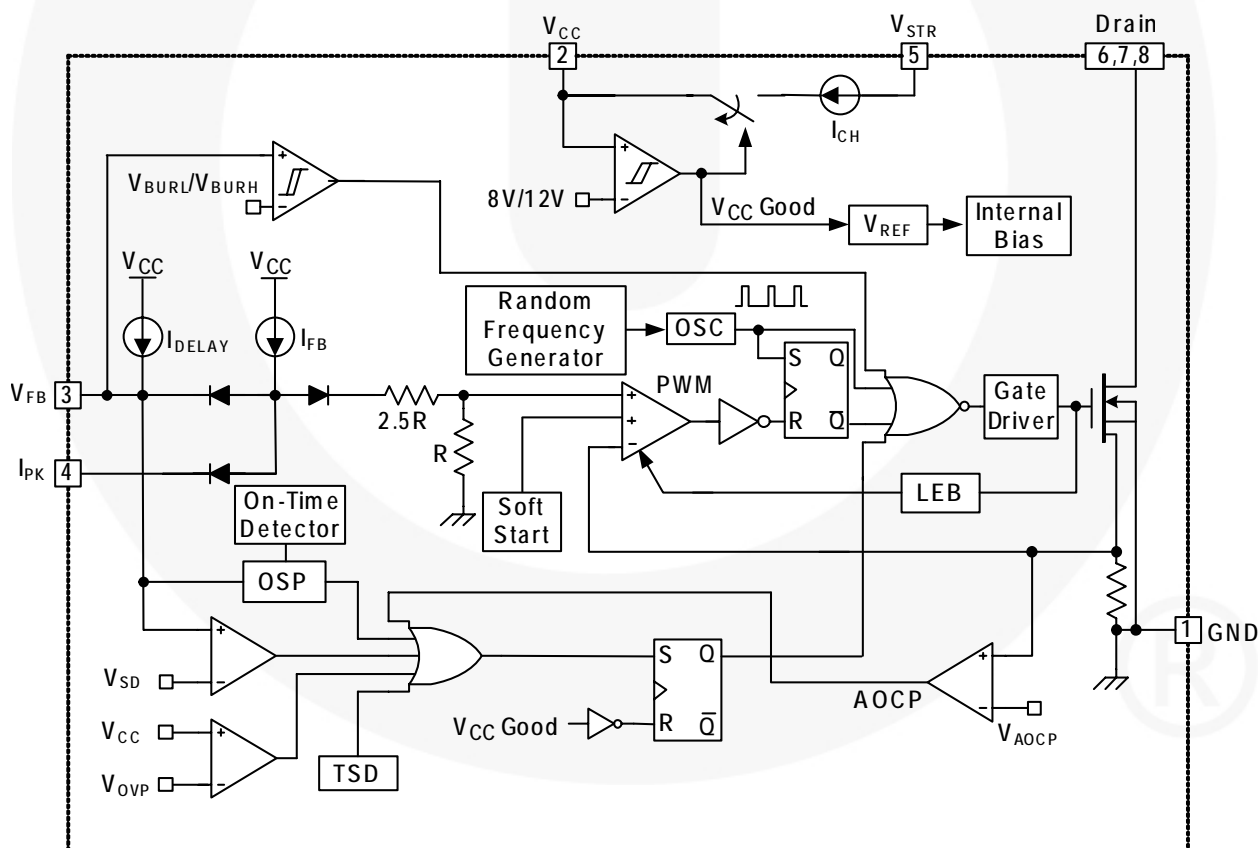 VCC
VSTR
Drain
2
5
6,7,8
ICH
VBURL/VBURH
+
−
+
−
8V/12V
VCC Good
VREF
Internal
Bias
VCC
VCC
IDELAY
IFB
Random
Frequency
Generator
OSC
S Q
R Q
PWM
+
+
−
Gate
Driver
VFB
3
2.5R
R
IPK
4
LEB
Soft
Start
On-Time
Detector
OSP
1
GND
+
−
VSD
S Q
R Q
VCC Good
AOCP
+
−
VAOCP
VCC
+
−
VOVP
TSD
®